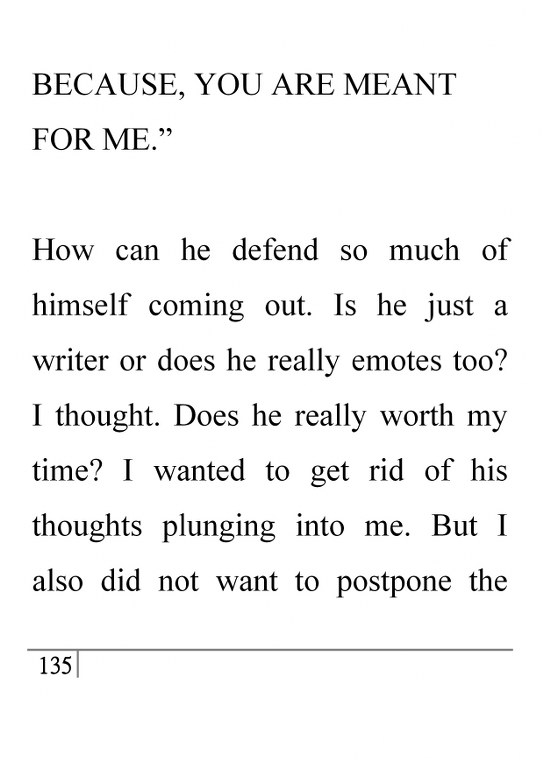 BECAUSE, YOU ARE MEANT
FOR ME.”
How can he defend so much of
himself coming out. Is he just a
writer or does he really emotes too?
I thought. Does he really worth my
time? I wanted to get rid of his
thoughts plunging into me. But I
also did not want to postpone the
135